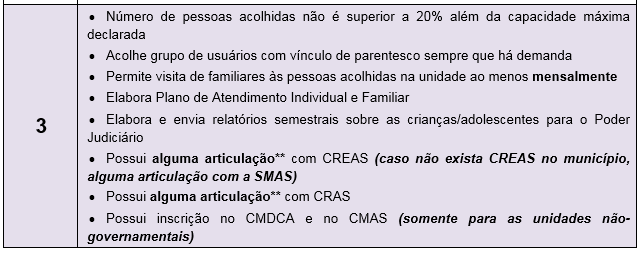 • Número de pessoas acolhidas não é superior a 20% além da capacidade máxima
declarada
• Acolhe grupo de usuários com vínculo de parentesco sempre que há demanda
• Permite visita de familiares às pessoas acolhidas na unidade ao menos mensalmente
• Elabora Plano de Atendimento Individual e Familiar
3
• Elabora e envia relatórios semestrais sobre as crianças/adolescentes para o Poder
Judiciário
• Possui alguma articulação** com CREAS (caso não exista CREAS no município,
alguma articulação com a SMAS)
• Possui alguma articulação** com CRAS
• Possui inscrição no CMDCA e no CMAS (somente para as unidades não-
governamentais)